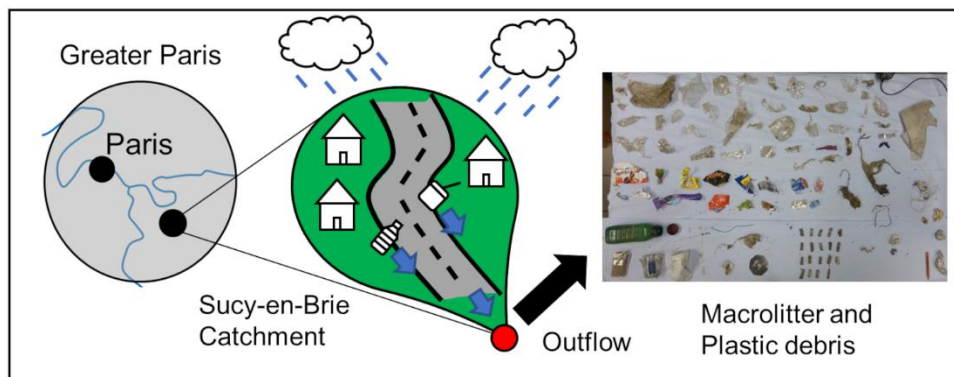 Greater Paris
Paris
Sucy-en-Brie
Catchment
Outflow
Macrolitter and
Plastic debris